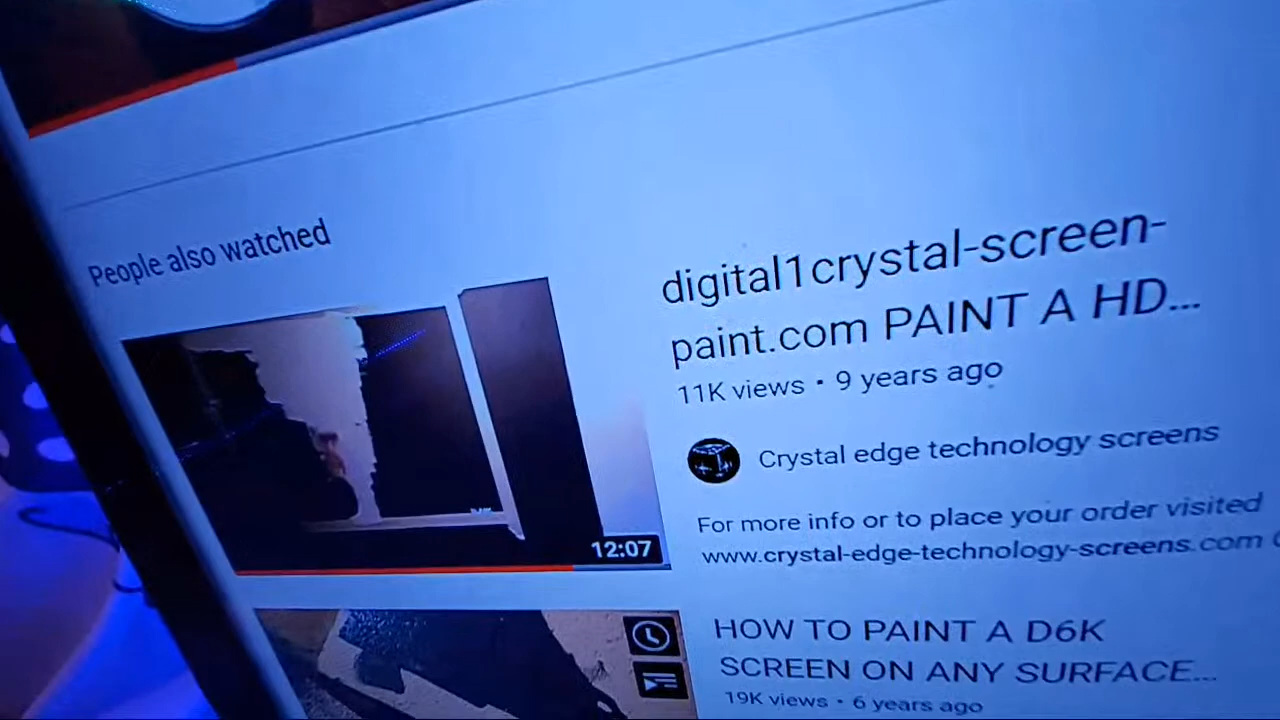 People also watched
digital1crystal-screen-
paint.com PAINT A HD...
11K views • 9 years ago
Crystal edge technology screens
For more info or to place your order visited
www.crystal-edge-technology-screens.com
12:07
HOW TO PAINT A D6K
SCREEN ON ANY SURFACE...
19K views • 6 years ago